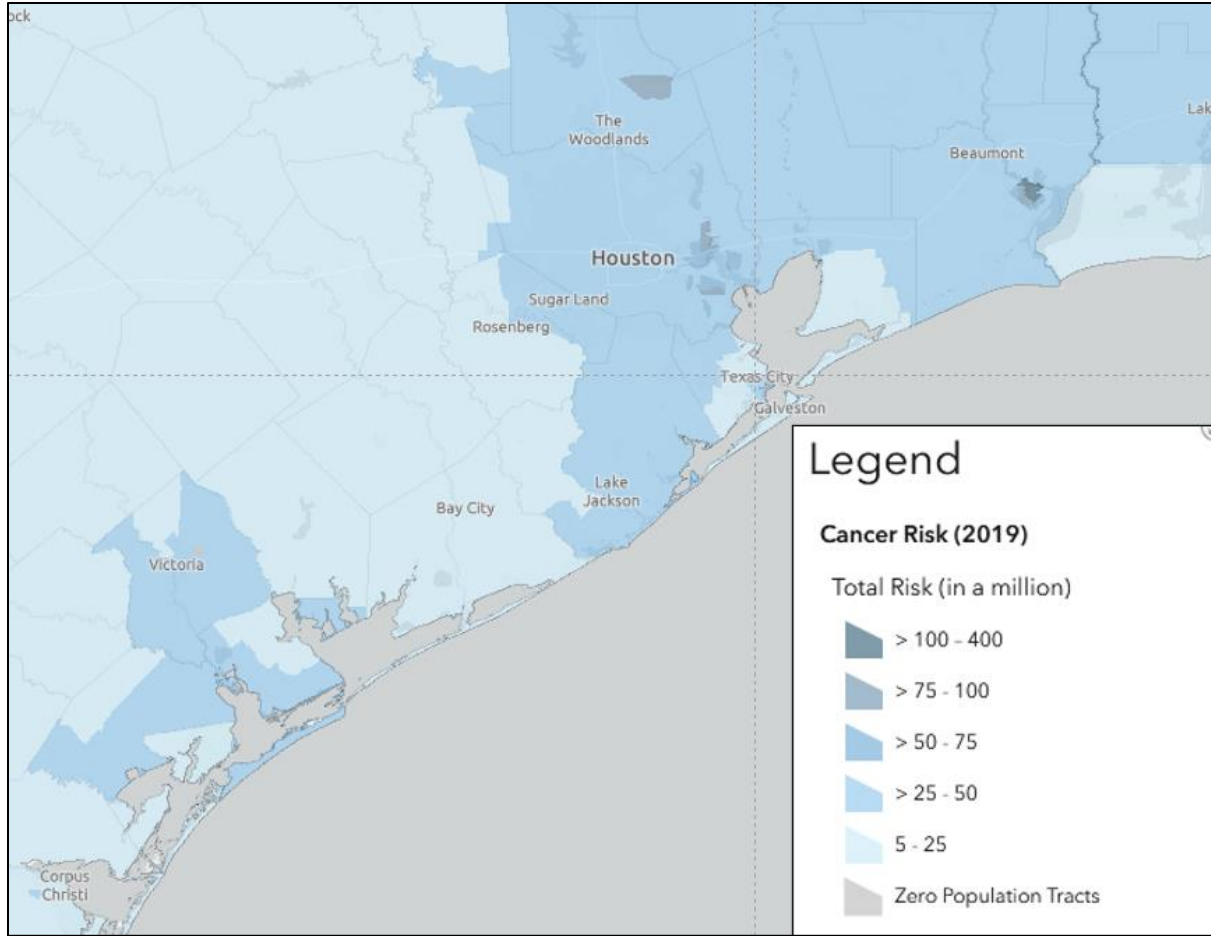 ock
The
Woodlands
Lak
Beaumont
Houston
Sugar Land
Rosenberg
Texas City
Galveston
Lake
Jackson
Bay City
Victoria
Corpus
Christi
Legend
Cancer Risk (2019)
Total Risk (in a million)
> 100 - 400
> 75 - 100
> 50 - 75
> 25 - 50
5 - 25
Zero Population Tracts